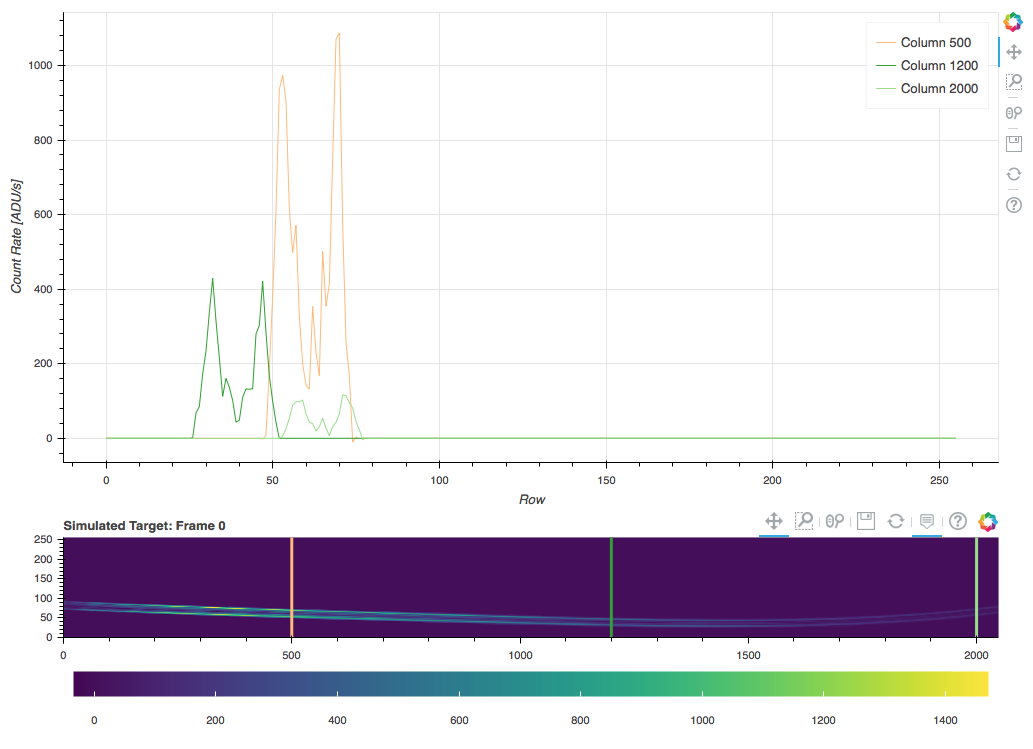 Column 500
Column 1200
Column 2000
Count Rate [ADU/s]
1000
800
600
400
200
0
0 50 100 150 200 250
Row
Simulated Target: Frame 0
250
200
150
100
50
0
0 500 1000 1500 2000
0 200 400 600 800 1000 1200 1400